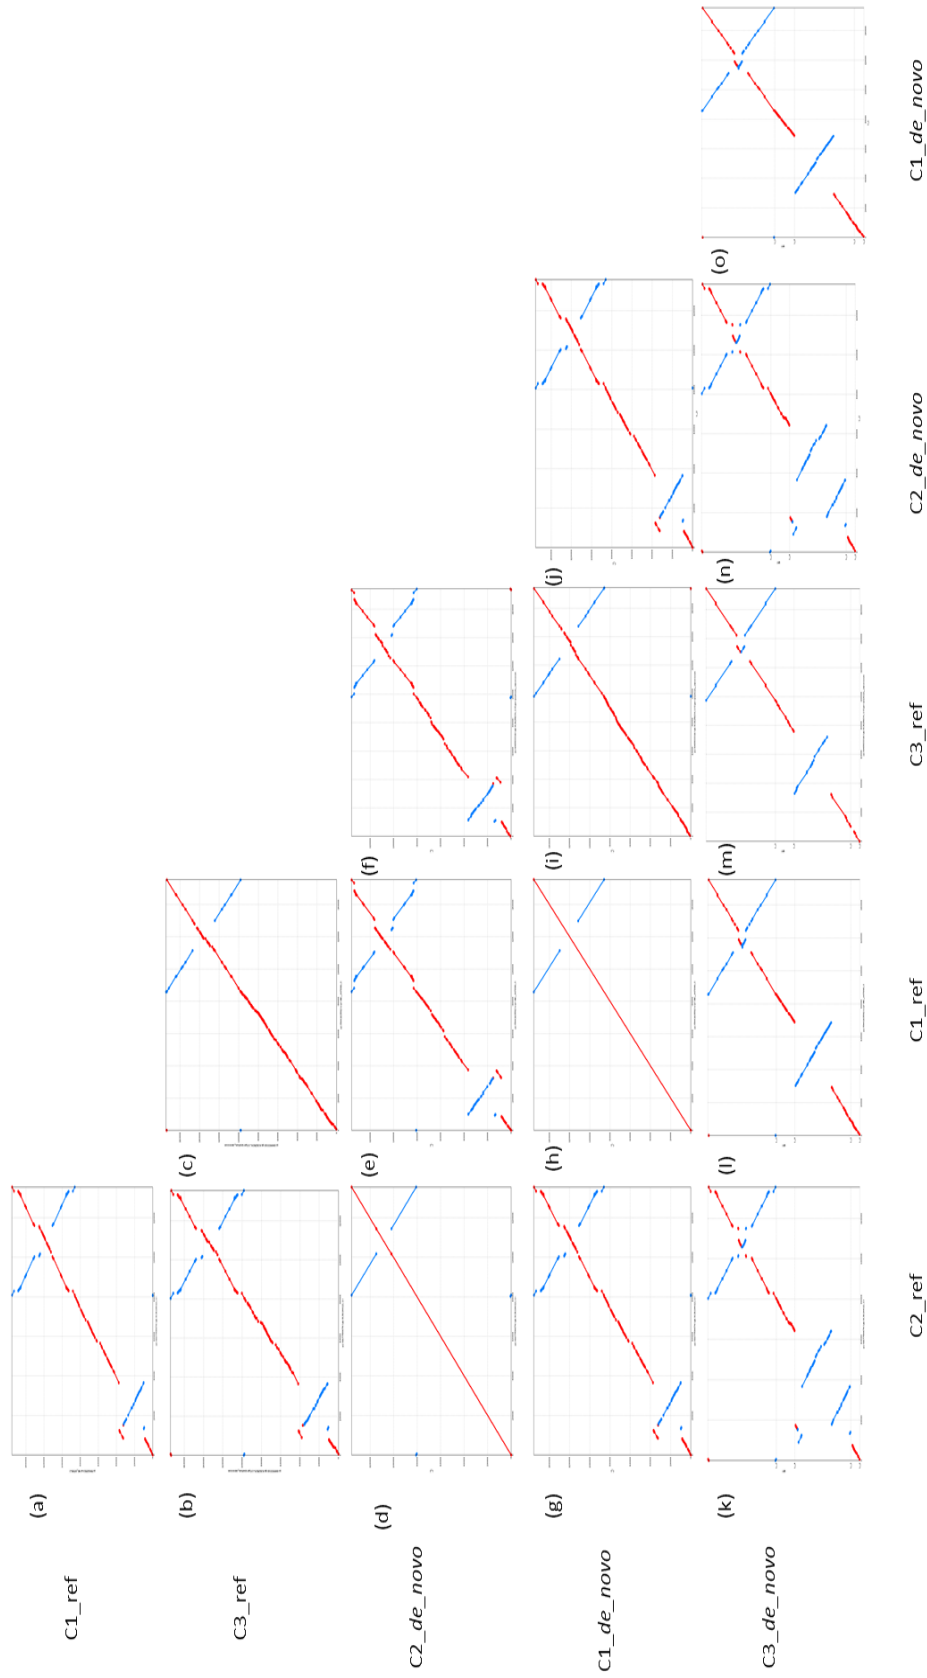 C1_ref
(a)
C3_ref
(b)
(c)
C2_de_novo
(d)
(e)
(f)
C1_de_novo
(g)
(h)
(i)
(j)
C3_de_novo
(k)
(l)
(m)
(n)
(o)
C2_ref
C1_ref
C3_ref
C2_de_novo
C1_de_novo